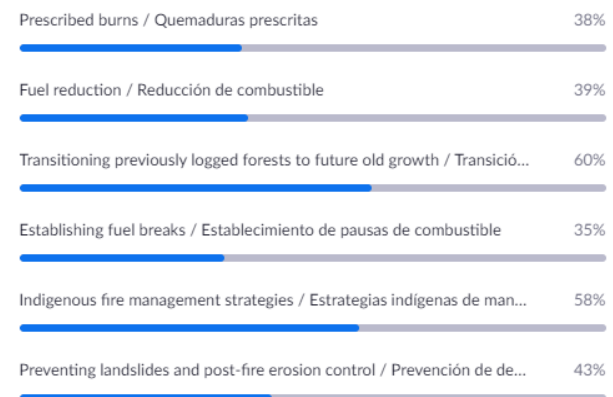 Prescribed burns / Quemaduras prescritas 38%
Fuel reduction / Reducción de combustible 39%
Transitioning previously logged forests to future old growth / Transició... 60%
Establishing fuel breaks / Establecimiento de pausas de combustible 35%
Indigenous fire management strategies / Estrategias indígenas de man... 58%
Preventing landslides and post-fire erosion control / Prevención de de... 43%